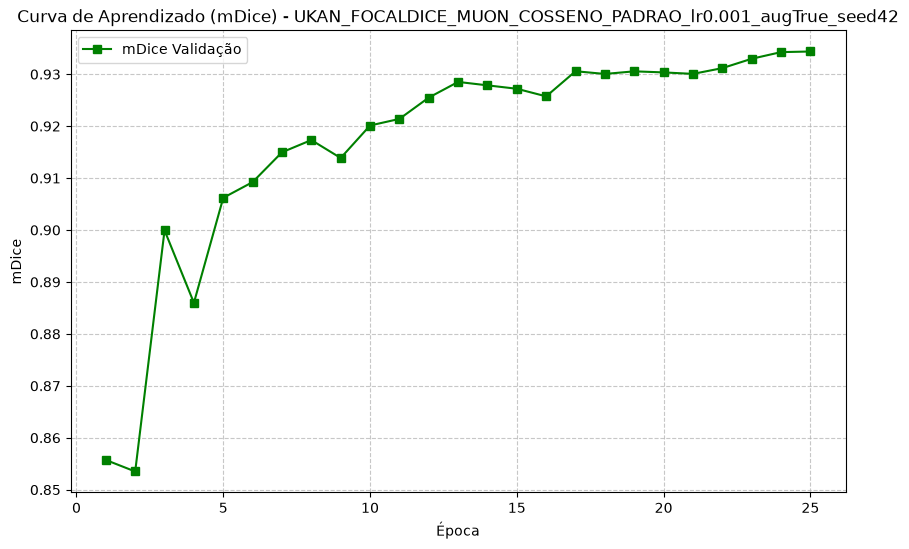 Curva de Aprendizado (mDice) - UKAN_FOCALDICE_MUON_COSSENO_PADRAO_lr0.001_augTrue_seed42
mDice Validação
0.93
0.92
0.91
0.90
0.89
0.88
0.87
0.86
0.85
mDice
0 5 10 15 20 25
Época